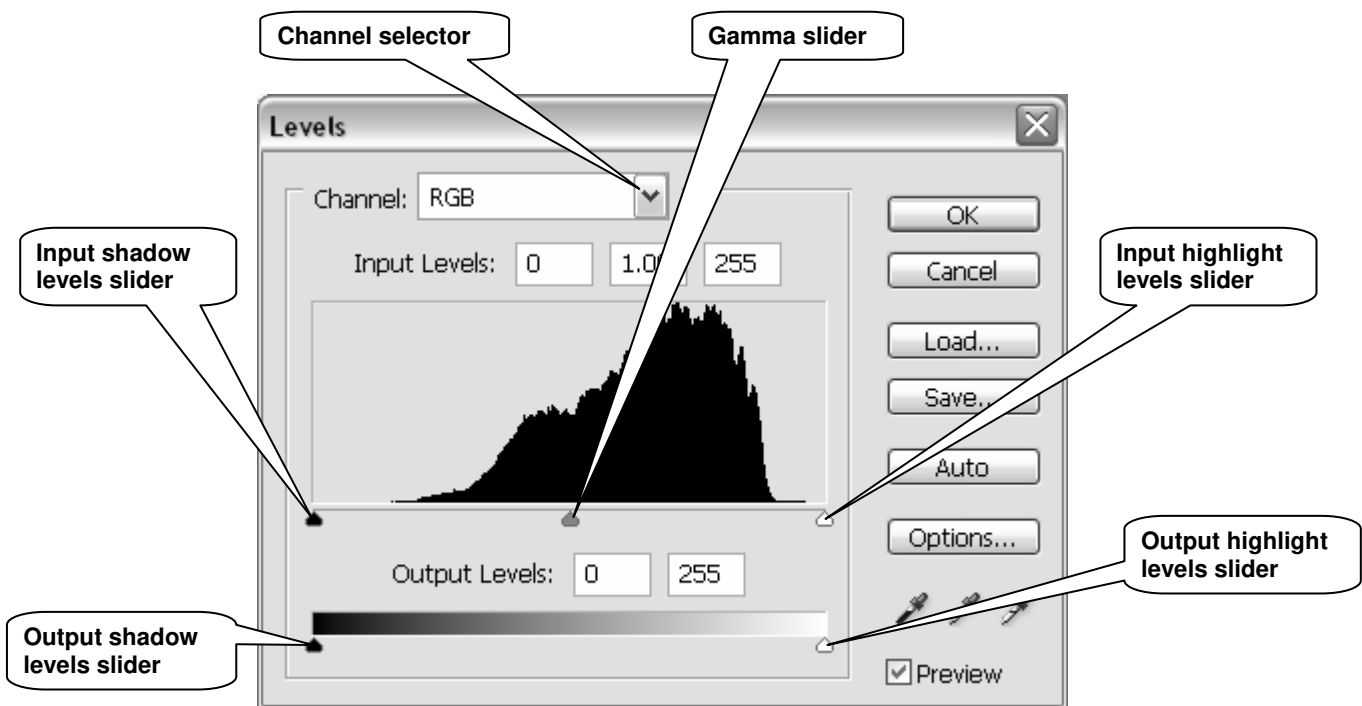 Channel selector
Gamma slider
Levels
Channel: RGB
OK
Input shadow
levels slider
Input Levels: 0 255
Cancel
Input highlight
levels slider
Load...
Save...
Auto
Options...
Output Levels: 0 255
Output highlight
levels slider
Output shadow
levels slider
Preview